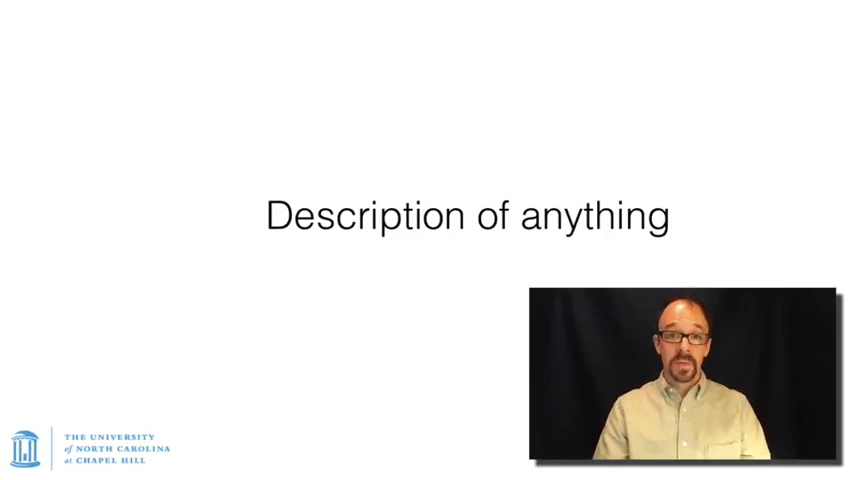 Description of anything
THE UNIVERSITY
of NORTH CAROLINA
at CHAPEL HILL